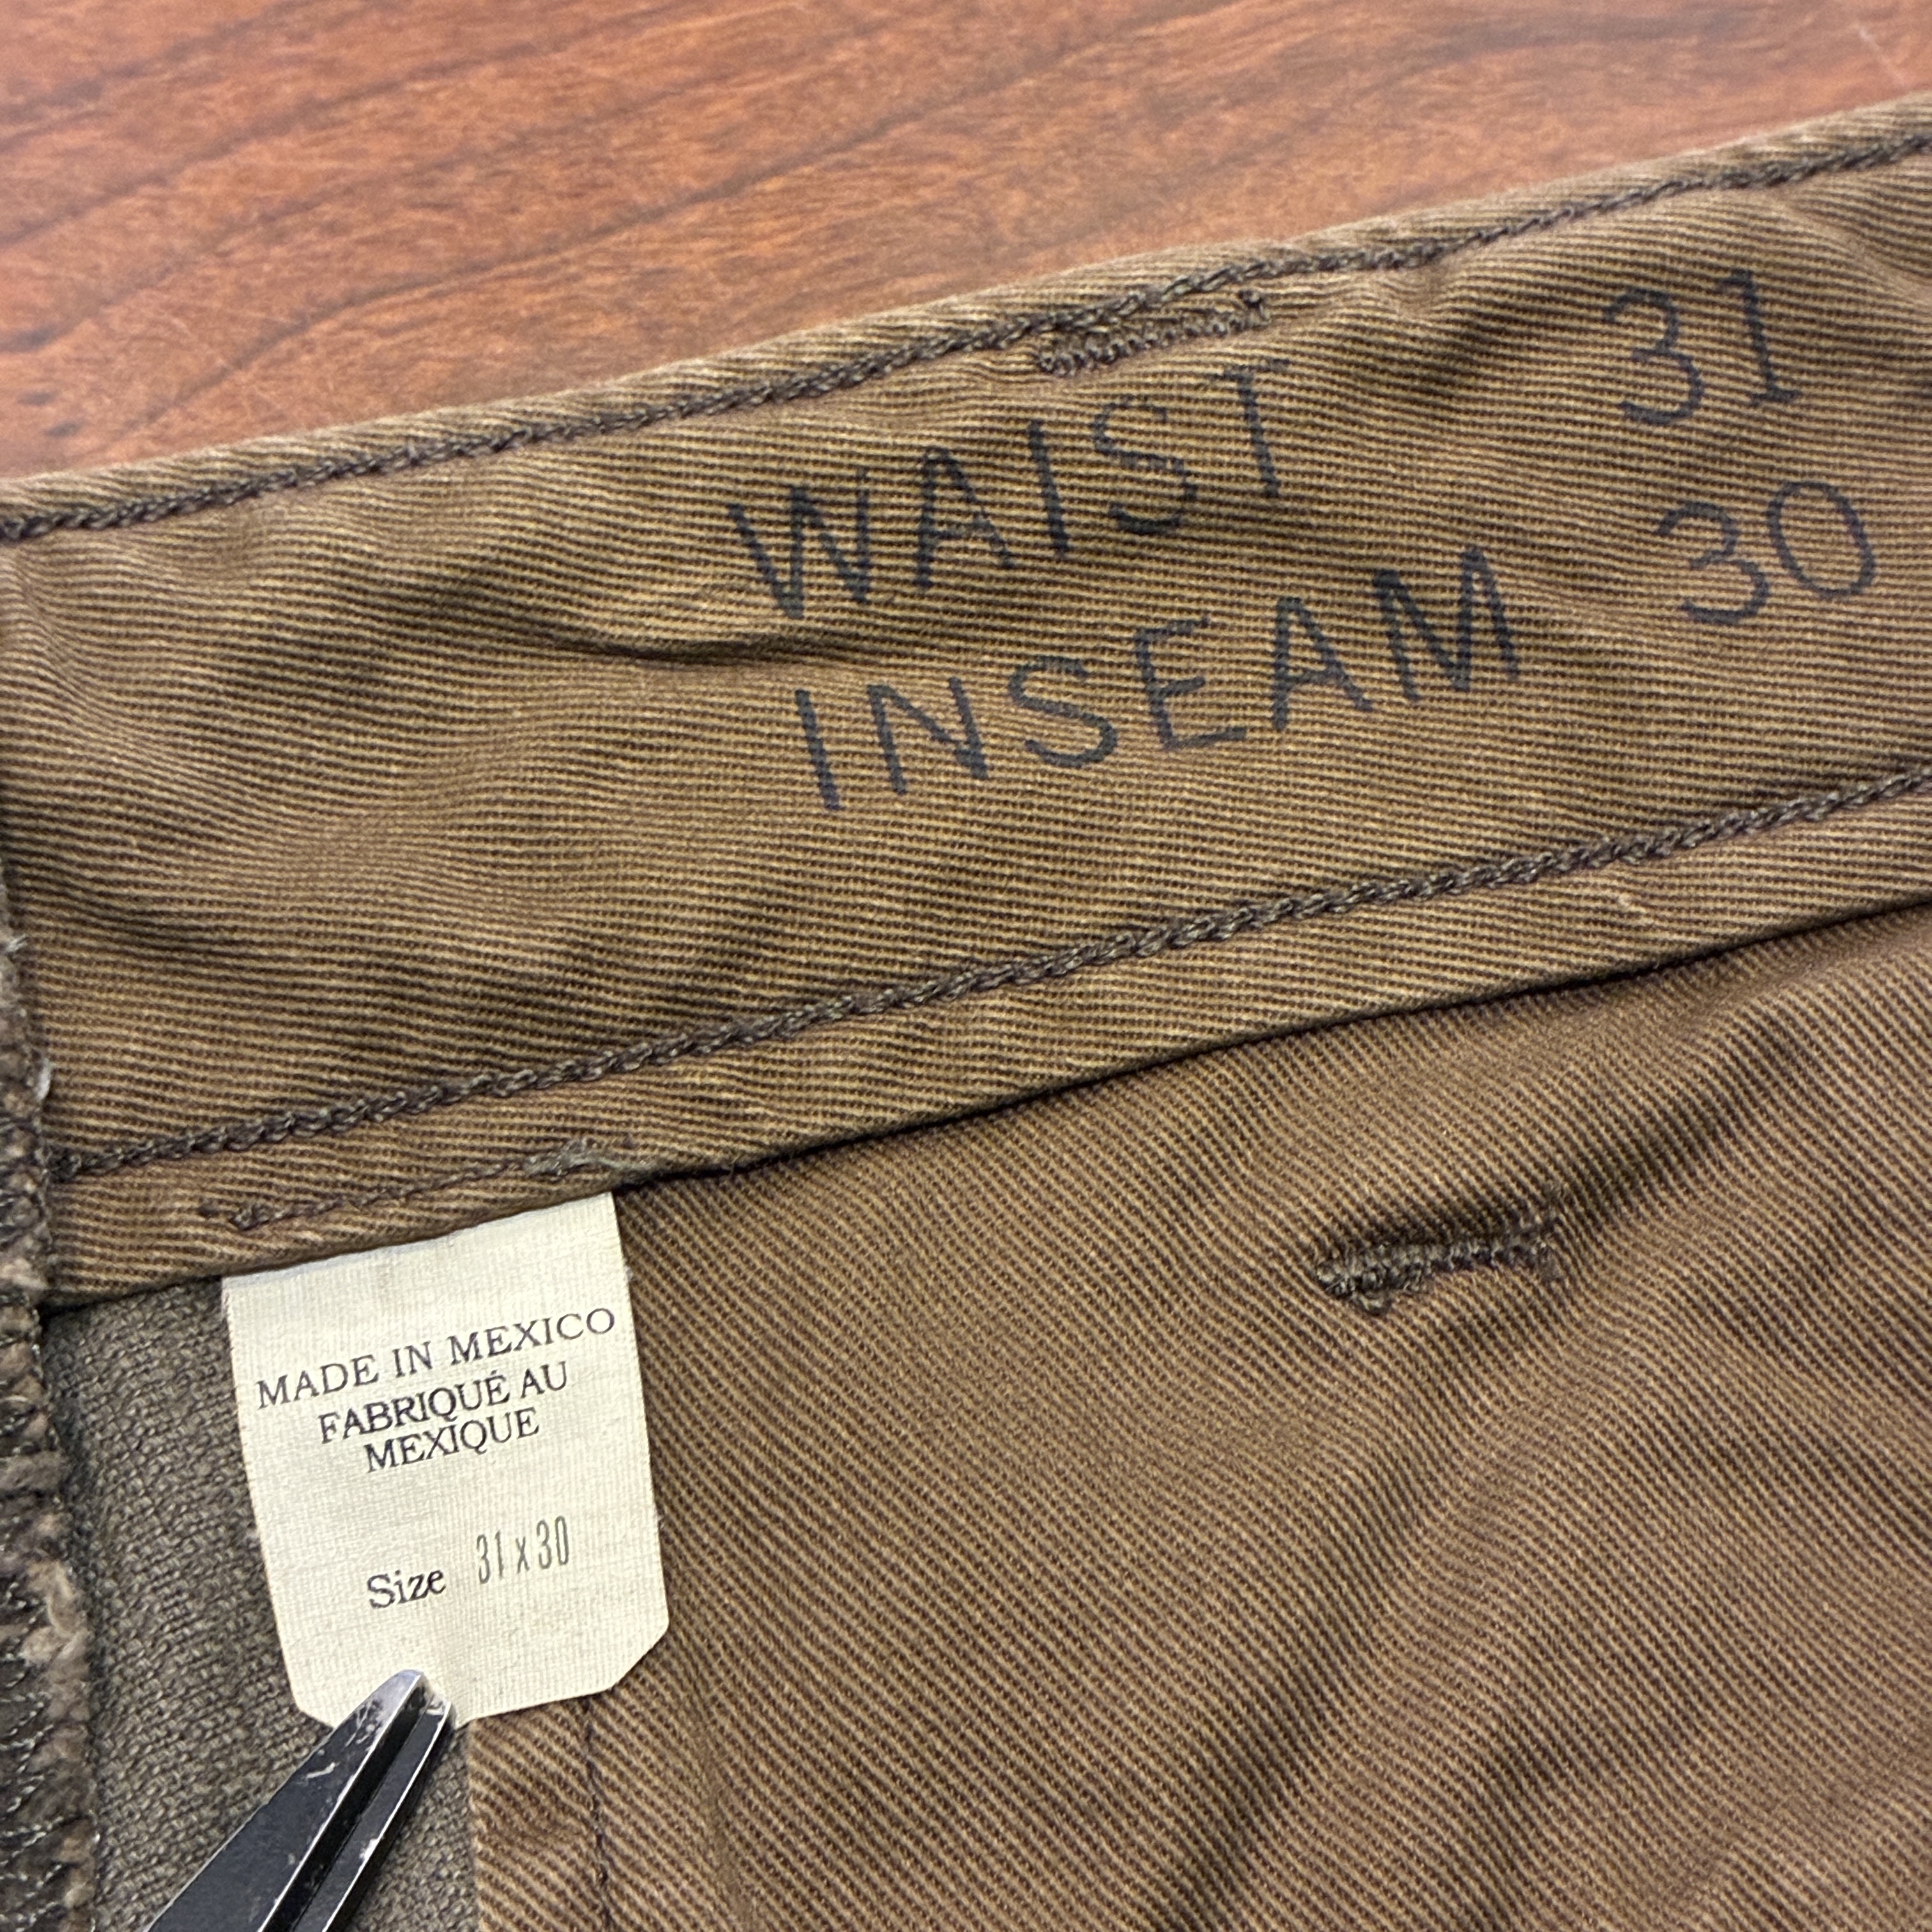 WAIST 31
INSEAM 30
MADE IN MEXICO
FABRIQUÉ AU
MEXIQUE
Size 31 x 30